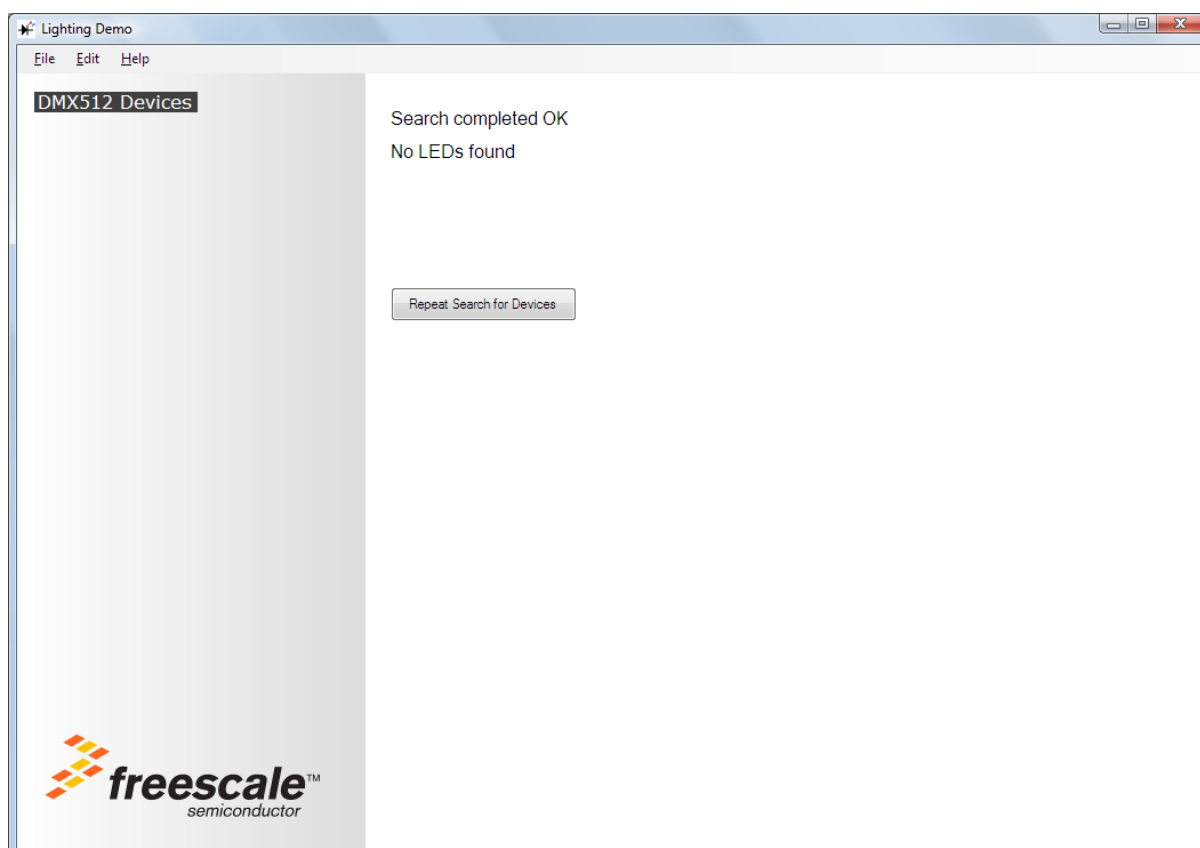 Lighting Demo
File Edit Help
DMX512 Devices
Search completed OK
No LEDs found
Repeat Search for Devices
freescale™
semiconductor